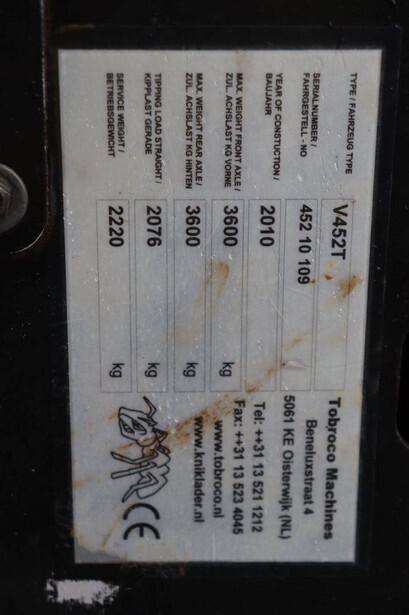 TYPE / FAHRZEUG TYPE V452T
SERIALNUMBER / FAHRGESTELL - NO 452 10 109
YEAR OF CONSTUCTION / BAUJAHR 2010
MAX. WEIGHT FRONT AXLE / ZUL. ACHSLAST KG VORNE 3600 kg
MAX. WEIGHT REAR AXLE / ZUL. ACHSLAST KG HINTEN 3600 kg
TIPPING LOAD STRAIGHT / KIPPLAST GERADE 2076 kg
SERVICE WEIGHT / BETRIEBSGEWICHT 2220 kg
Tobroco Machines
Beneluxstraat 4
5061 KE Oisterwijk (NL)
Tel: ++31 13 521 1212
Fax: ++31 13 523 4045
www.tobroco.nl
www.kniklader.nl
CE